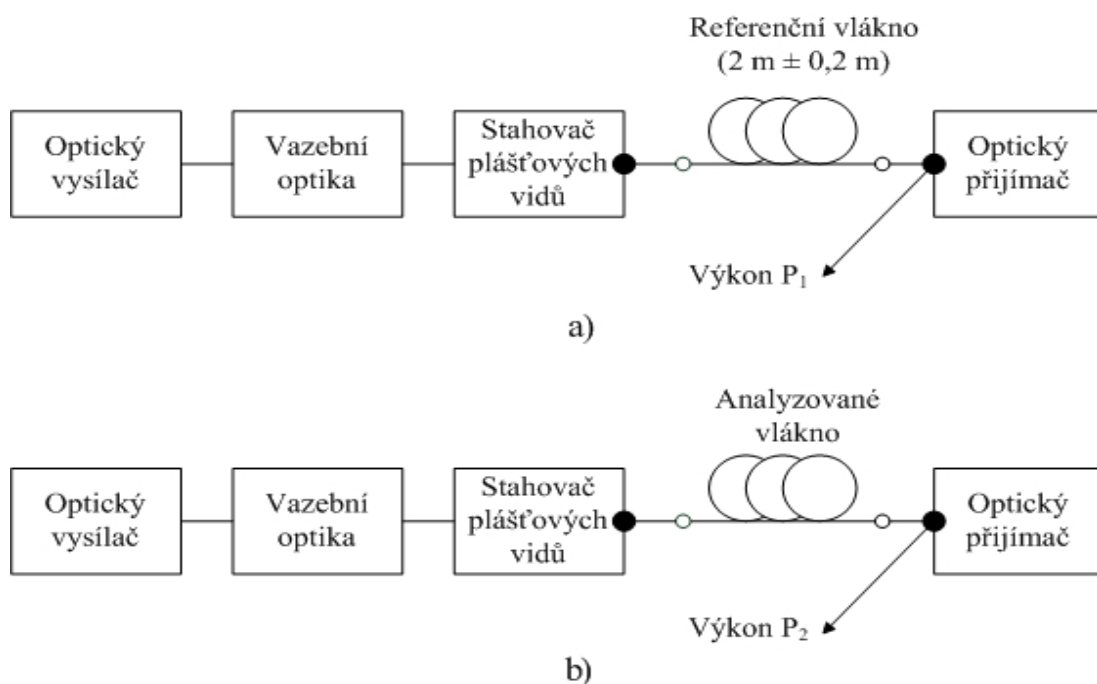 Referenční vlákno
(2 m ± 0,2 m)
Optický
vysílač
Vazební
optika
Stahovač
plášťových
vidů
Optický
přijímač
Výkon P₁
a)
Analyzované
vlákno
Optický
vysílač
Vazební
optika
Stahovač
plášťových
vidů
Optický
přijímač
Výkon P₂
b)